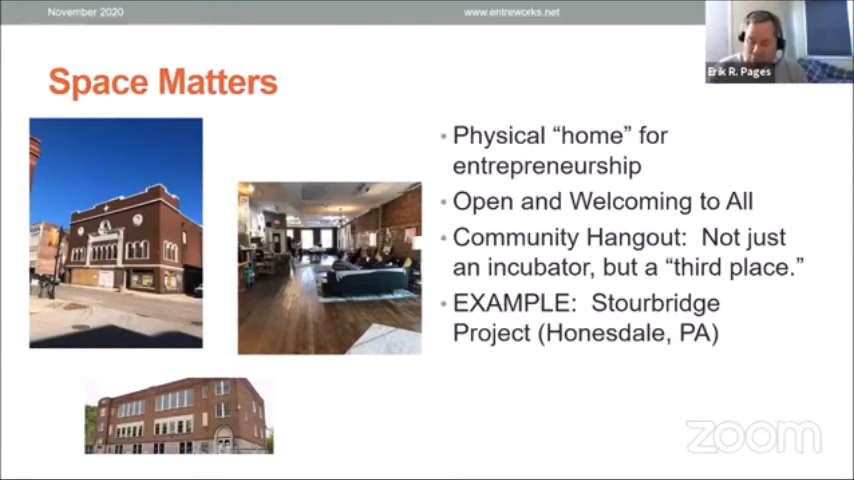 November 2020
www.entreworks.net
Erik R. Pages
Space Matters
• Physical “home” for
entrepreneurship
• Open and Welcoming to All
• Community Hangout: Not just
an incubator, but a “third place.”
• EXAMPLE: Stourbridge
Project (Honesdale, PA)
zoom